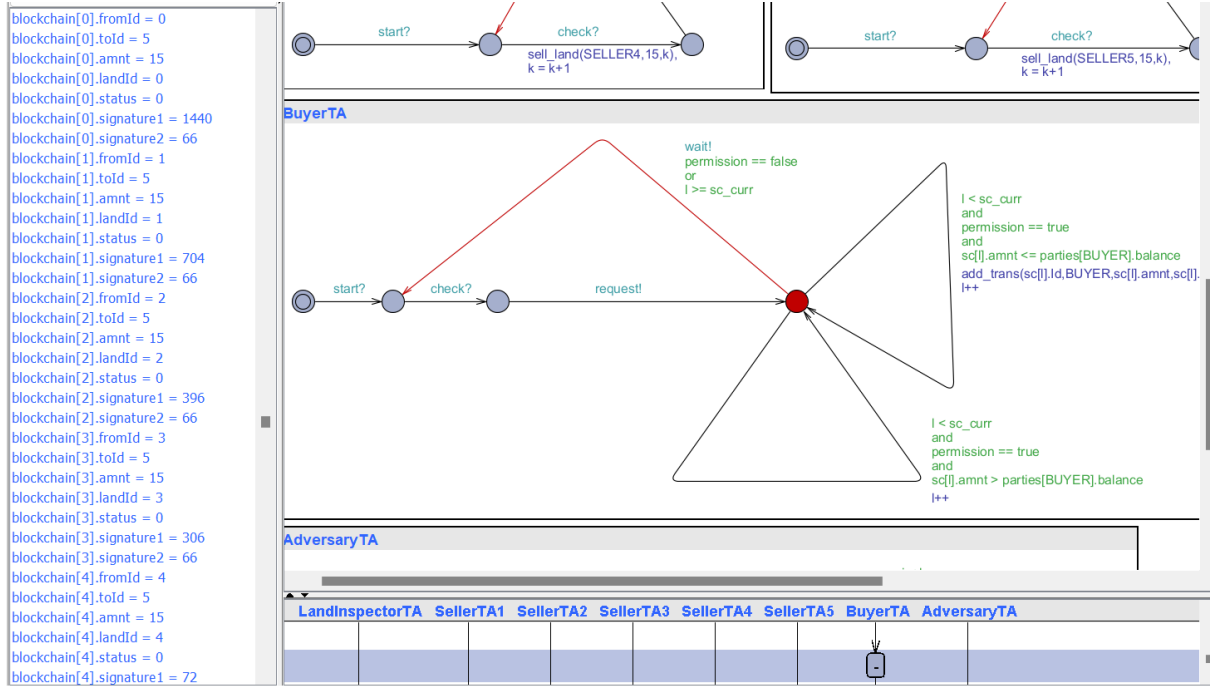 blockchain[0].fromId = 0
blockchain[0].toId = 5
blockchain[0].amnt = 15
blockchain[0].landId = 0
blockchain[0].status = 0
blockchain[0].signature1 = 1440
blockchain[0].signature2 = 66
blockchain[1].fromId = 1
blockchain[1].toId = 5
blockchain[1].amnt = 15
blockchain[1].landId = 1
blockchain[1].status = 0
blockchain[1].signature1 = 704
blockchain[1].signature2 = 66
blockchain[2].fromId = 2
blockchain[2].toId = 5
blockchain[2].amnt = 15
blockchain[2].landId = 2
blockchain[2].status = 0
blockchain[2].signature1 = 396
blockchain[2].signature2 = 66
blockchain[3].fromId = 3
blockchain[3].toId = 5
blockchain[3].amnt = 15
blockchain[3].landId = 3
blockchain[3].status = 0
blockchain[3].signature1 = 306
blockchain[3].signature2 = 66
blockchain[4].fromId = 4
blockchain[4].toId = 5
blockchain[4].amnt = 15
blockchain[4].landId = 4
blockchain[4].status = 0
blockchain[4].signature1 = 72
start?
check?
sell_land(SELLER4,15,k),
k = k+1
start?
check?
sell_land(SELLER5,15,k),
k = k+1
BuyerTA
wait!
permission == false
or
l >= sc_curr
l < sc_curr
and
permission == true
and
sc[l].amnt <= parties[BUYER].balance
add_trans(sc[l].Id,BUYER,sc[l].amnt,sc[l].
l++
start?
check?
request!
l < sc_curr
and
permission == true
and
sc[l].amnt > parties[BUYER].balance
l++
AdversaryTA
LandInspectorTA SellerTA1 SellerTA2 SellerTA3 SellerTA4 SellerTA5 BuyerTA AdversaryTA
-